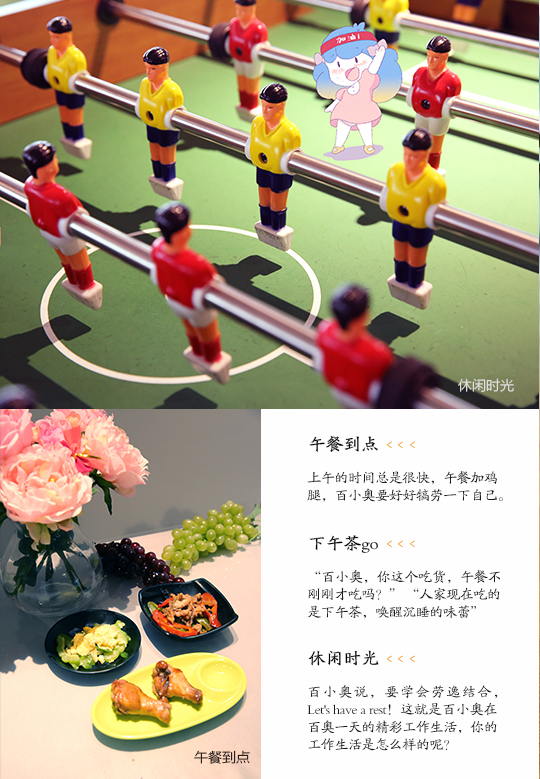 加油!
休闲时光
午餐到点 <<<
上午的时间总是很快，午餐加鸡
腿，百小奥要好好犒劳一下自己。
下午茶go <<<
“百小奥，你这个吃货，午餐不
刚刚才吃吗？”“人家现在吃的
是下午茶，唤醒沉睡的味蕾”
休闲时光 <<<
百小奥说，要学会劳逸结合，
Let's have a rest！这就是百小奥在
百奥一天的精彩工作生活，你的
工作生活是怎么样的呢？
午餐到点